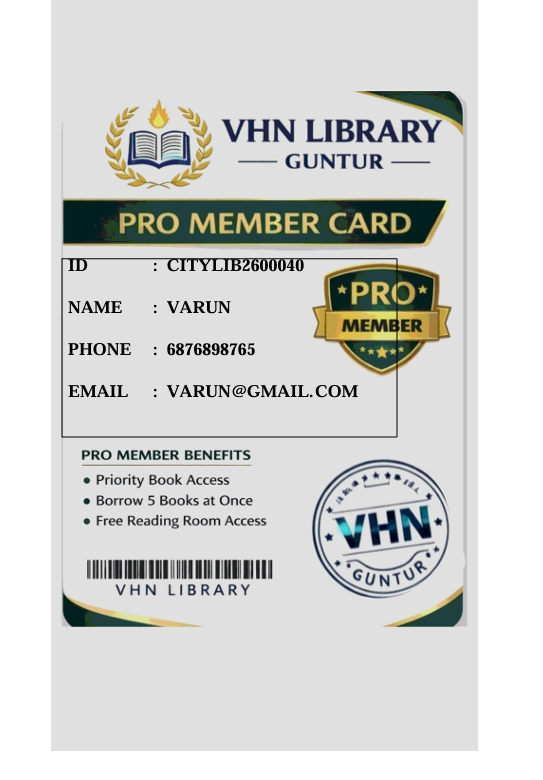 VHN LIBRARY
GUNTUR
PRO MEMBER CARD
ID : CITYLIB2600040
NAME : VARUN
PHONE : 6876898765
EMAIL : VARUN@GMAIL.COM
PRO
MEMBER
PRO MEMBER BENEFITS
• Priority Book Access
• Borrow 5 Books at Once
• Free Reading Room Access
VHN LIBRARY
VHN
GUNTUR